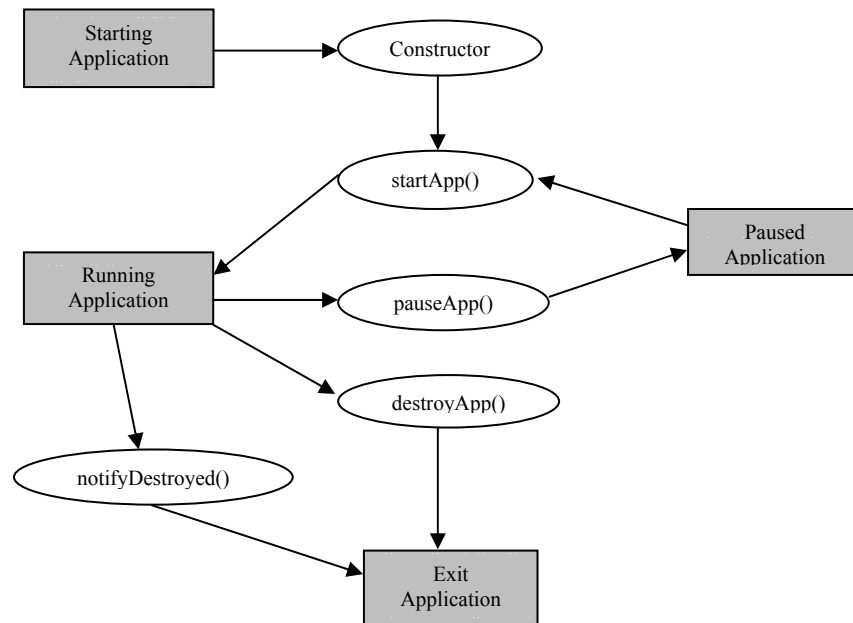 Starting
Application
Constructor
startApp()
Paused
Application
Running
Application
pauseApp()
destroyApp()
notifyDestroyed()
Exit
Application